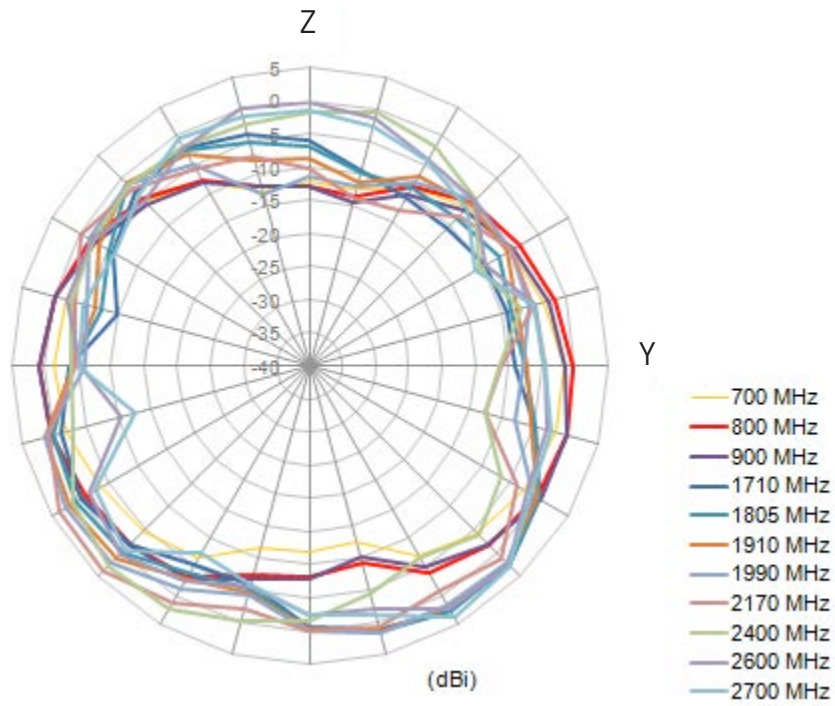 Z
5
0
-5
-10
-15
-20
-25
-30
-35
-40
Y
700 MHz
800 MHz
900 MHz
1710 MHz
1805 MHz
1910 MHz
1990 MHz
2170 MHz
2400 MHz
2600 MHz
2700 MHz
(dBi)